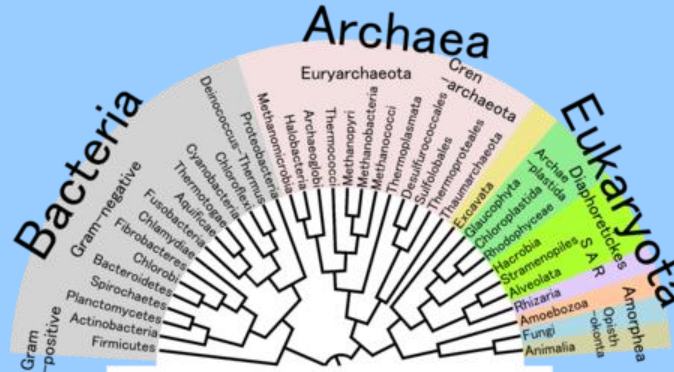 Archaea
Bacteria
Eukaryota
Euryarchaeota
Cren
-archaeota
Gram-negative
Gram
-positive
Deinococcus-Thermus
Proteobacteria
Chloroflexi
Cyanobacteria
Thermotogae
Aquificae
Fusobacteria
Chlamydiae
Fibrobacteres
Chlorobi
Bacteroidetes
Spirochaetes
Planctomycetes
Actinobacteria
Firmicutes
Methanomicrobia
Halobacteria
Archaeoglobi
Thermococci
Methanopyri
Methanobacteria
Methanococci
Thermoplasmata
Desulfurococcales
Sulfolobales
Thermoproteales
Thaumarchaeota
Excavata
Archae
-plastida
Diaphoretickes
Glaucophyta
Chloroplastida
Rhodophyceae
Hacrobia
Stramenopiles
S A R
Alveolata
Rhizaria
Amoebozoa
Amorphea
Opisth
-okonta
Fungi
Animalia